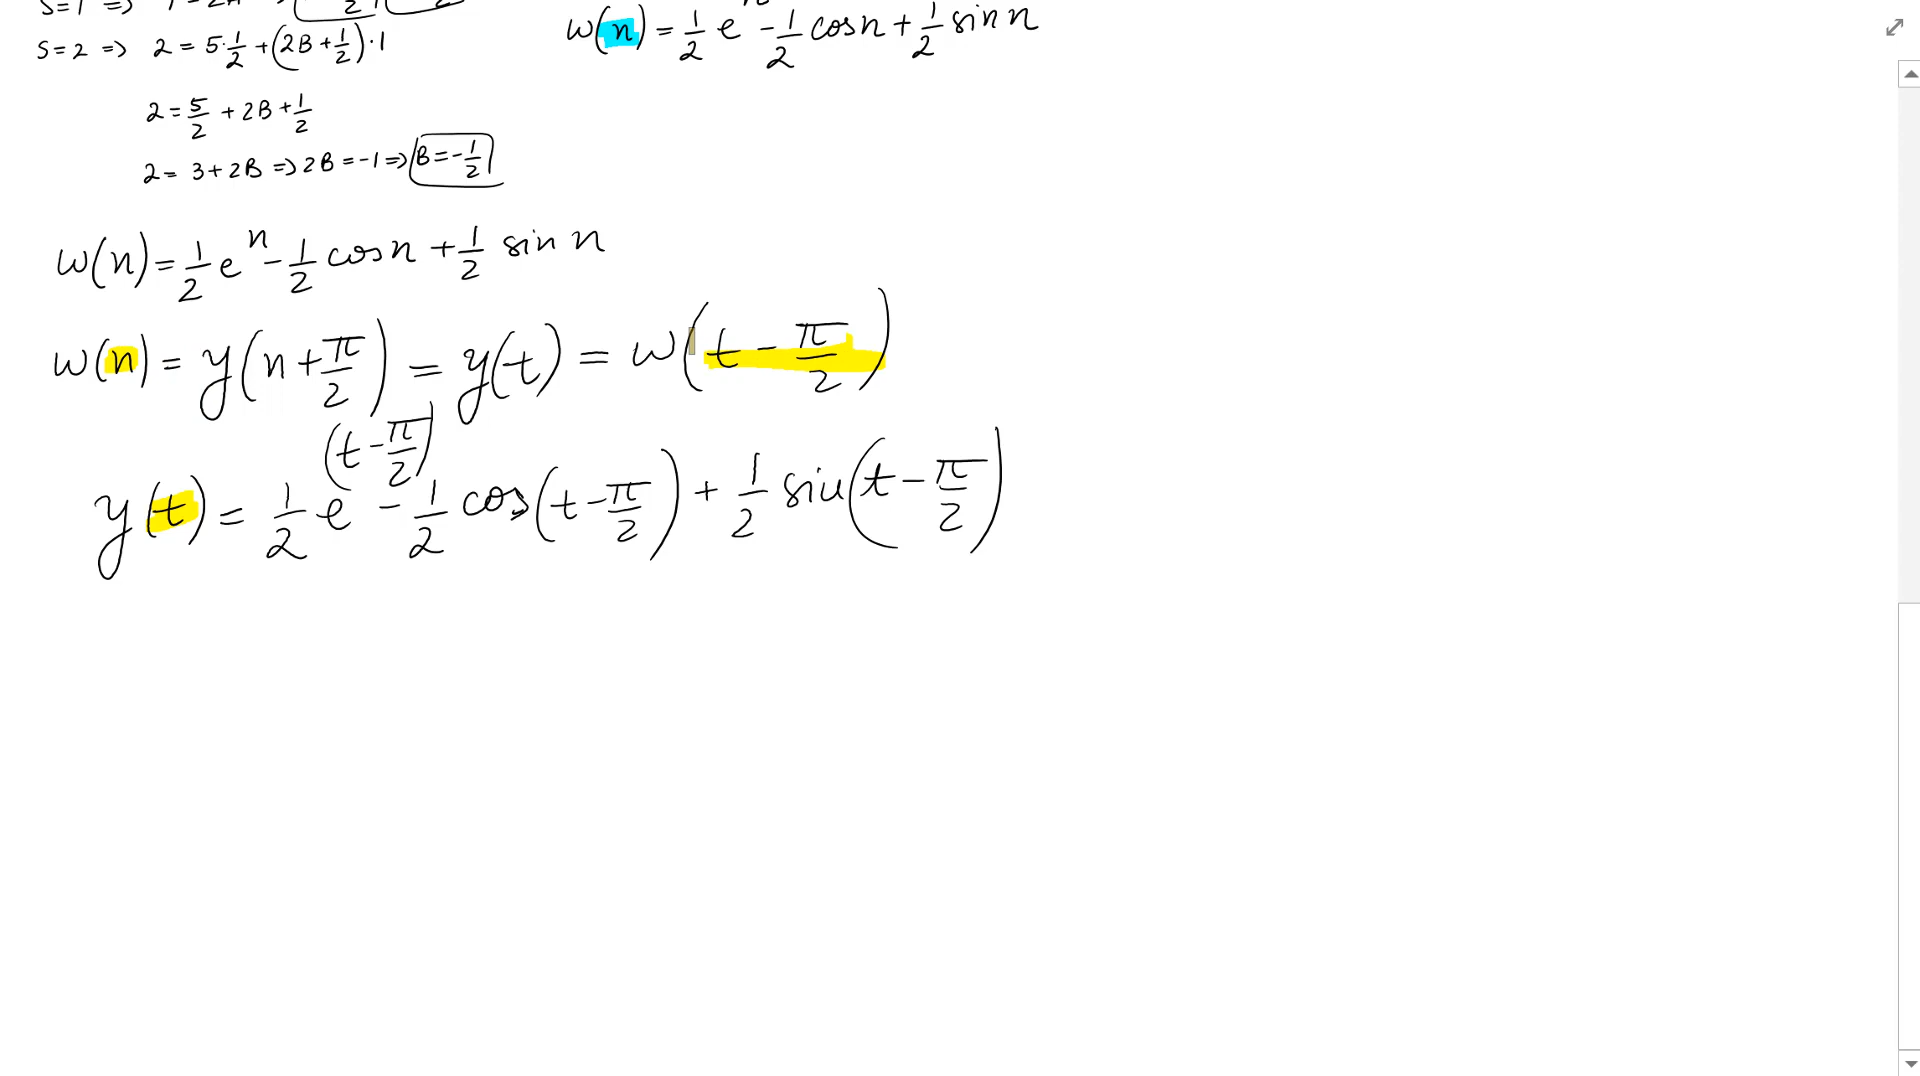 S=2 => 2 = 5·1/2 + (2B + 1/2)·1
w(n) = 1/2 e - 1/2 cos n + 1/2 sin n
2 = 5/2 + 2B + 1/2
2 = 3 + 2B => 2B = -1 => B = -1/2
w(n) = 1/2 e^n - 1/2 cos n + 1/2 sin n
w(n) = y(n + π/2) = y(t) = w(t - π/2)
y(t) = 1/2 e^(t - π/2) - 1/2 cos(t - π/2) + 1/2 sin(t - π/2)